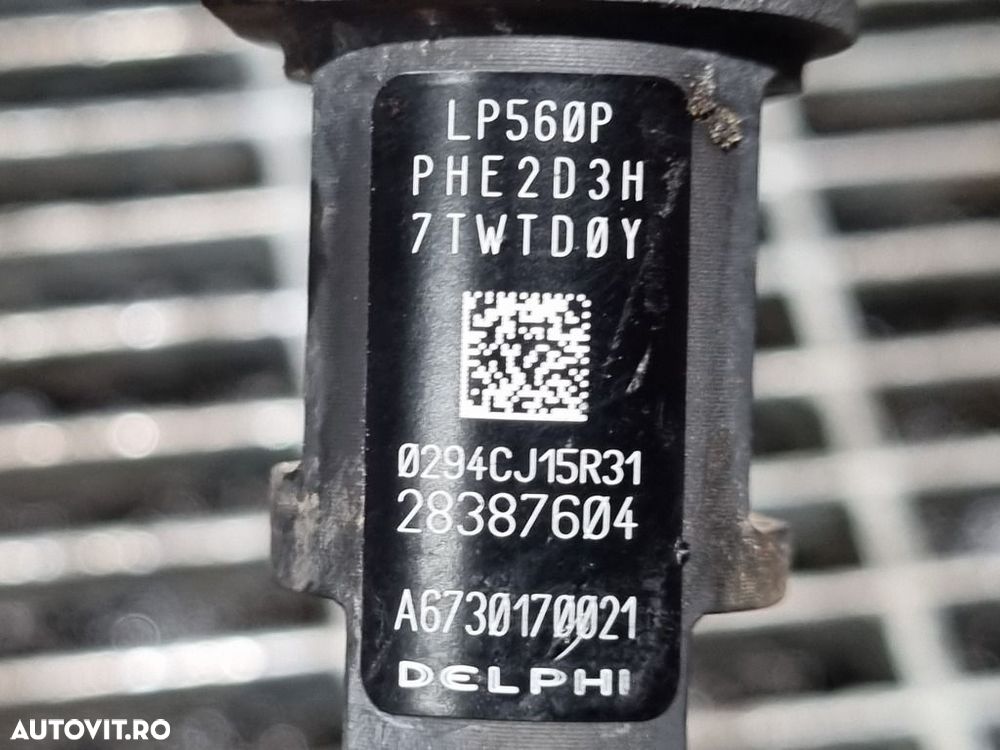 LP560P
PHE2D3H
7TWTD0Y
0294CJ15R31
28387604
A6730170021
DELPHI
AUTOVIT.RO